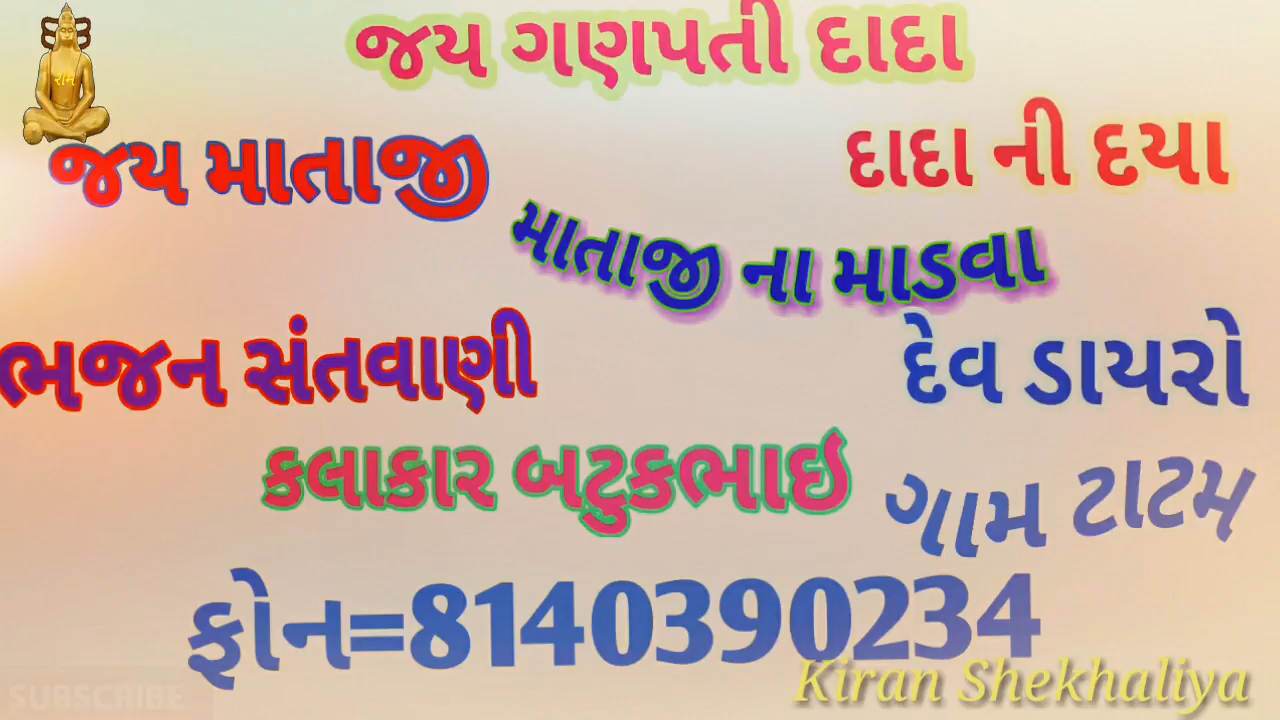 જય ગણપતી દાદા
રામ
જય માતાજી
દાદા ની દયા
માતાજી ના માડવા
ભજન સંતવાણી
દેવ ડાયરો
કલાકાર બટુકભાઇ
ગામ ટાટમ
ફોન=8140390234
Kiran Shekhaliya
SUBSCRIBE